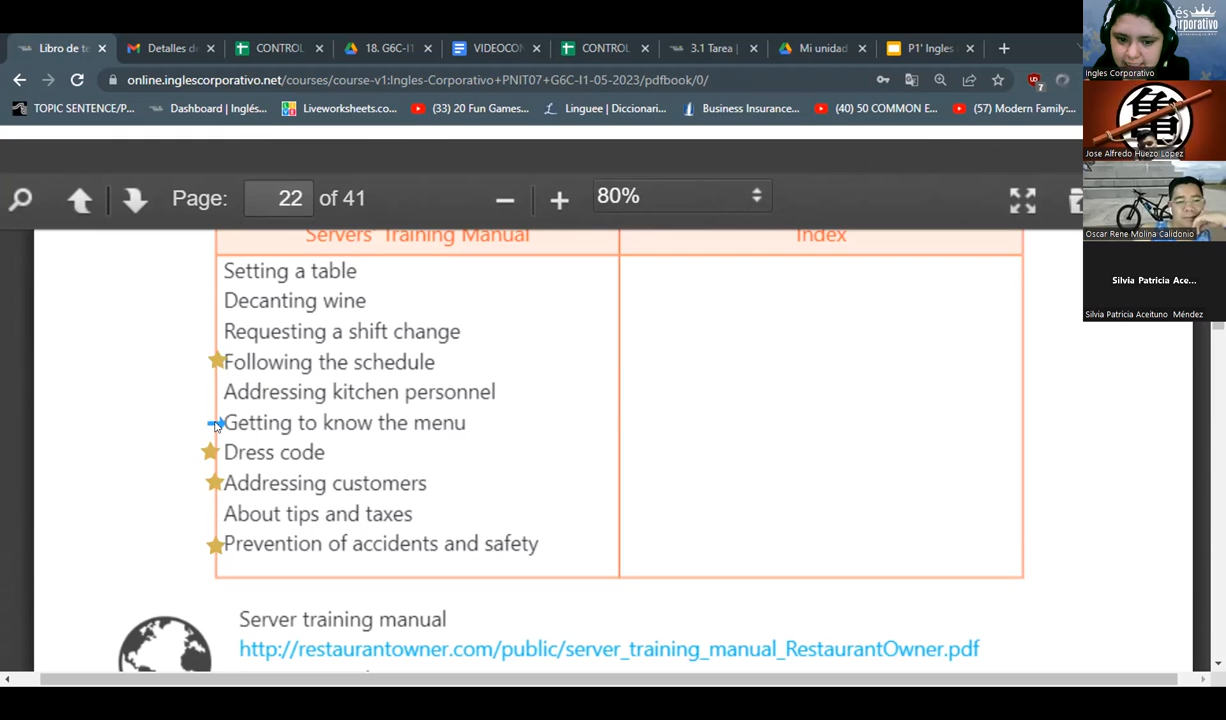 Libro de te
Detalles de
CONTROL
18. G6C-I1
VIDEOCON
CONTROL
3.1 Tarea |
Mi unidad
P1' Ingles
online.inglescorporativo.net/courses/course-v1:Ingles-Corporativo+PNIT07+G6C-I1-05-2023/pdfbook/0/
7
TOPIC SENTENCE/P...
Dashboard | Inglés...
Liveworksheets.co...
(33) 20 Fun Games...
Linguee | Diccionari...
Business Insurance...
(40) 50 COMMON E...
(57) Modern Family:...
Page: 22 of 41
80%
Servers' Training Manual
Index
Setting a table
Decanting wine
Requesting a shift change
Following the schedule
Addressing kitchen personnel
Getting to know the menu
Dress code
Addressing customers
About tips and taxes
Prevention of accidents and safety
Server training manual
http://restaurantowner.com/public/server_training_manual_RestaurantOwner.pdf
Ingles Corporativo
亀
Jose Alfredo Huezo Lopez
Oscar Rene Molina Calidonio
Silvia Patricia Ace...
Silvia Patricia Aceituno Méndez